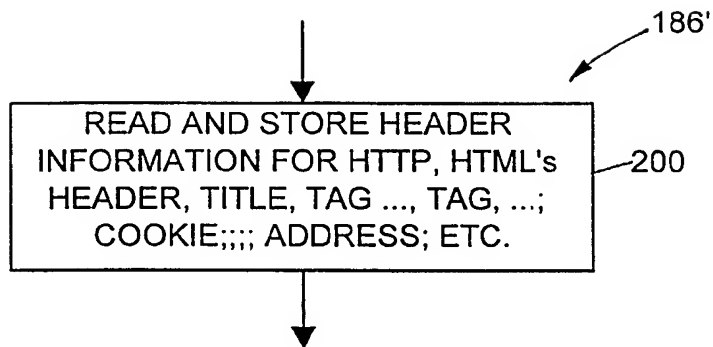 186'
READ AND STORE HEADER
INFORMATION FOR HTTP, HTML's
HEADER, TITLE, TAG ..., TAG, ...;
COOKIE;;;; ADDRESS; ETC.
200